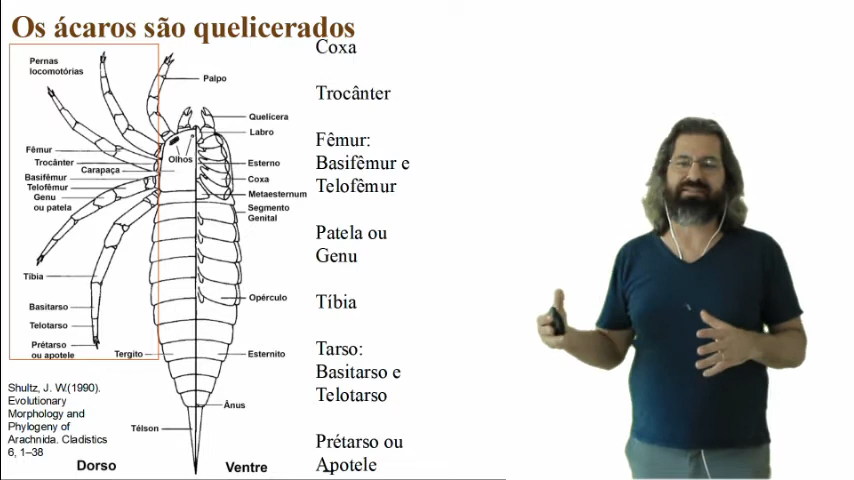 Os ácaros são quelicerados
Pernas
locomotórias
Palpo
Quelicera
Labro
Olhos
Fêmur
Trocânter
Carapaça
Basifêmur
Telofêmur
Genu
ou patela
Esterno
Coxa
Metaesternum
Segmento
Genital
Tíbia
Opérculo
Basitarso
Telotarso
Prétarso
ou apotele
Tergito
Esternito
Ânus
Télson
Dorso
Ventre
Shultz, J. W.(1990).
Evolutionary
Morphology and
Phylogeny of
Arachnida. Cladistics
6, 1–38
Coxa
Trocânter
Fêmur:
Basifêmur e
Telofêmur
Patela ou
Genu
Tíbia
Tarso:
Basitarso e
Telotarso
Prétarso ou
Apotele